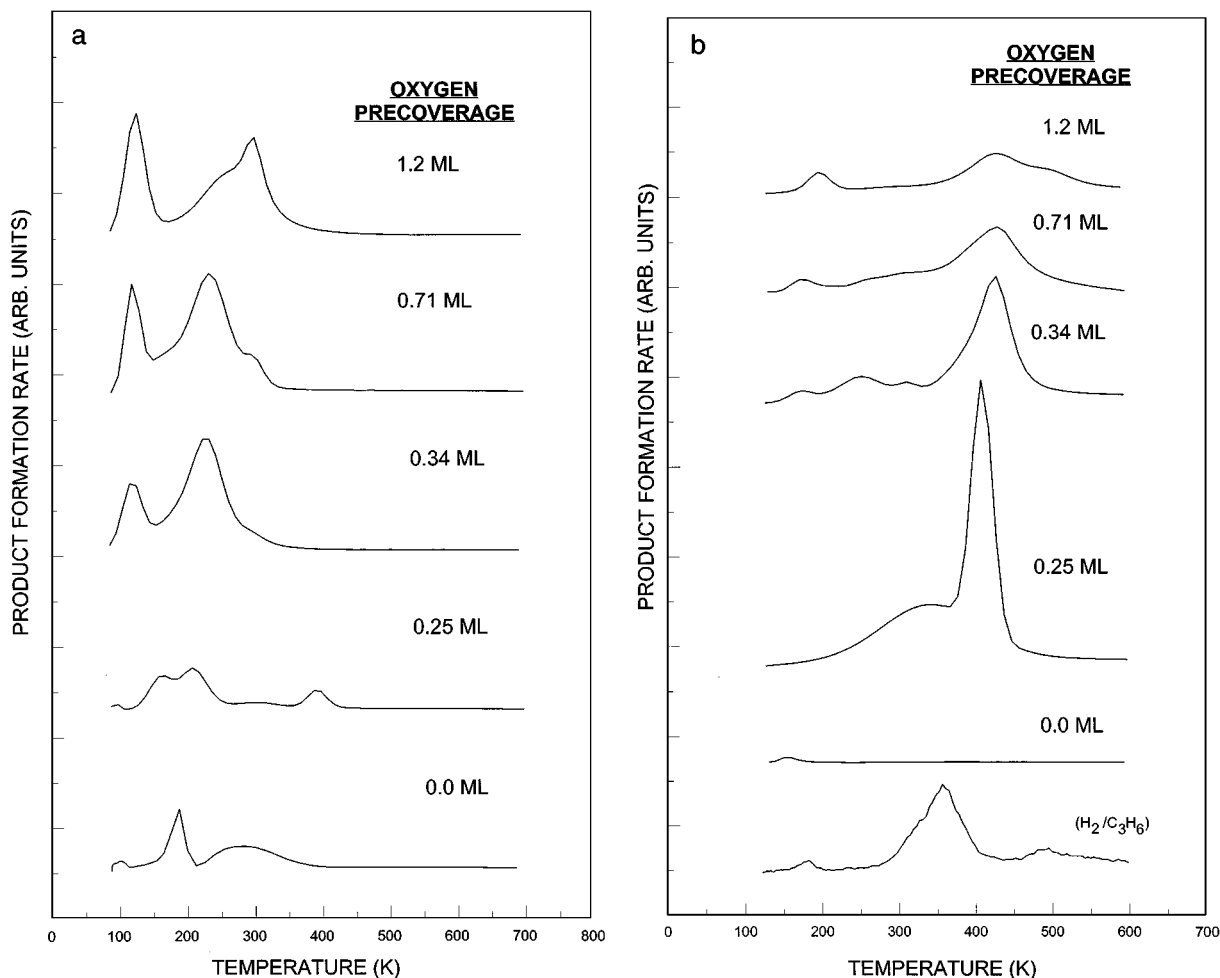 a
OXYGEN
PRECOVERAGE
1.2 ML
0.71 ML
0.34 ML
0.25 ML
0.0 ML
PRODUCT FORMATION RATE (ARB. UNITS)
0 100 200 300 400 500 600 700 800
TEMPERATURE (K)
b
OXYGEN
PRECOVERAGE
1.2 ML
0.71 ML
0.34 ML
0.25 ML
0.0 ML
(H2/C3H6)
PRODUCT FORMATION RATE (ARB. UNITS)
0 100 200 300 400 500 600 700
TEMPERATURE (K)